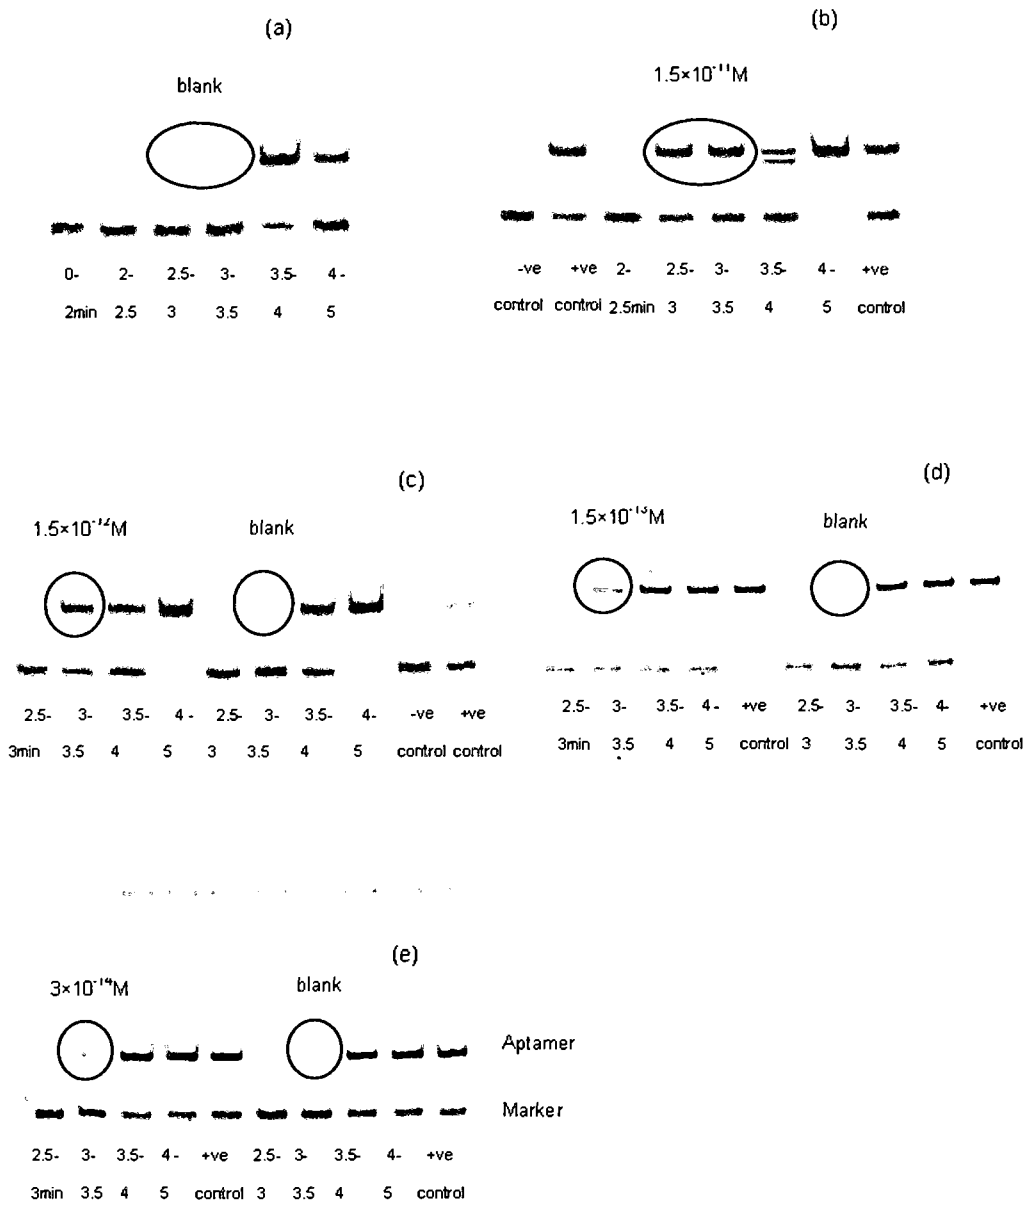 (a)
blank
0- 2- 2.5- 3- 3.5- 4-
2min 2.5 3 3.5 4 5
(b)
1.5×10⁻¹¹M
-ve +ve 2- 2.5- 3- 3.5- 4- +ve
control control 2.5min 3 3.5 4 5 control
(c)
1.5×10⁻¹²M blank
2.5- 3- 3.5- 4- 2.5- 3- 3.5- 4- -ve +ve
3min 3.5 4 5 3 3.5 4 5 control control
(d)
1.5×10⁻¹³M blank
2.5- 3- 3.5- 4- +ve 2.5- 3- 3.5- 4- +ve
3min 3.5 4 5 control 3 3.5 4 5 control
(e)
3×10⁻¹⁴M blank
Aptamer
Marker
2.5- 3- 3.5- 4- +ve 2.5- 3- 3.5- 4- +ve
3min 3.5 4 5 control 3 3.5 4 5 control